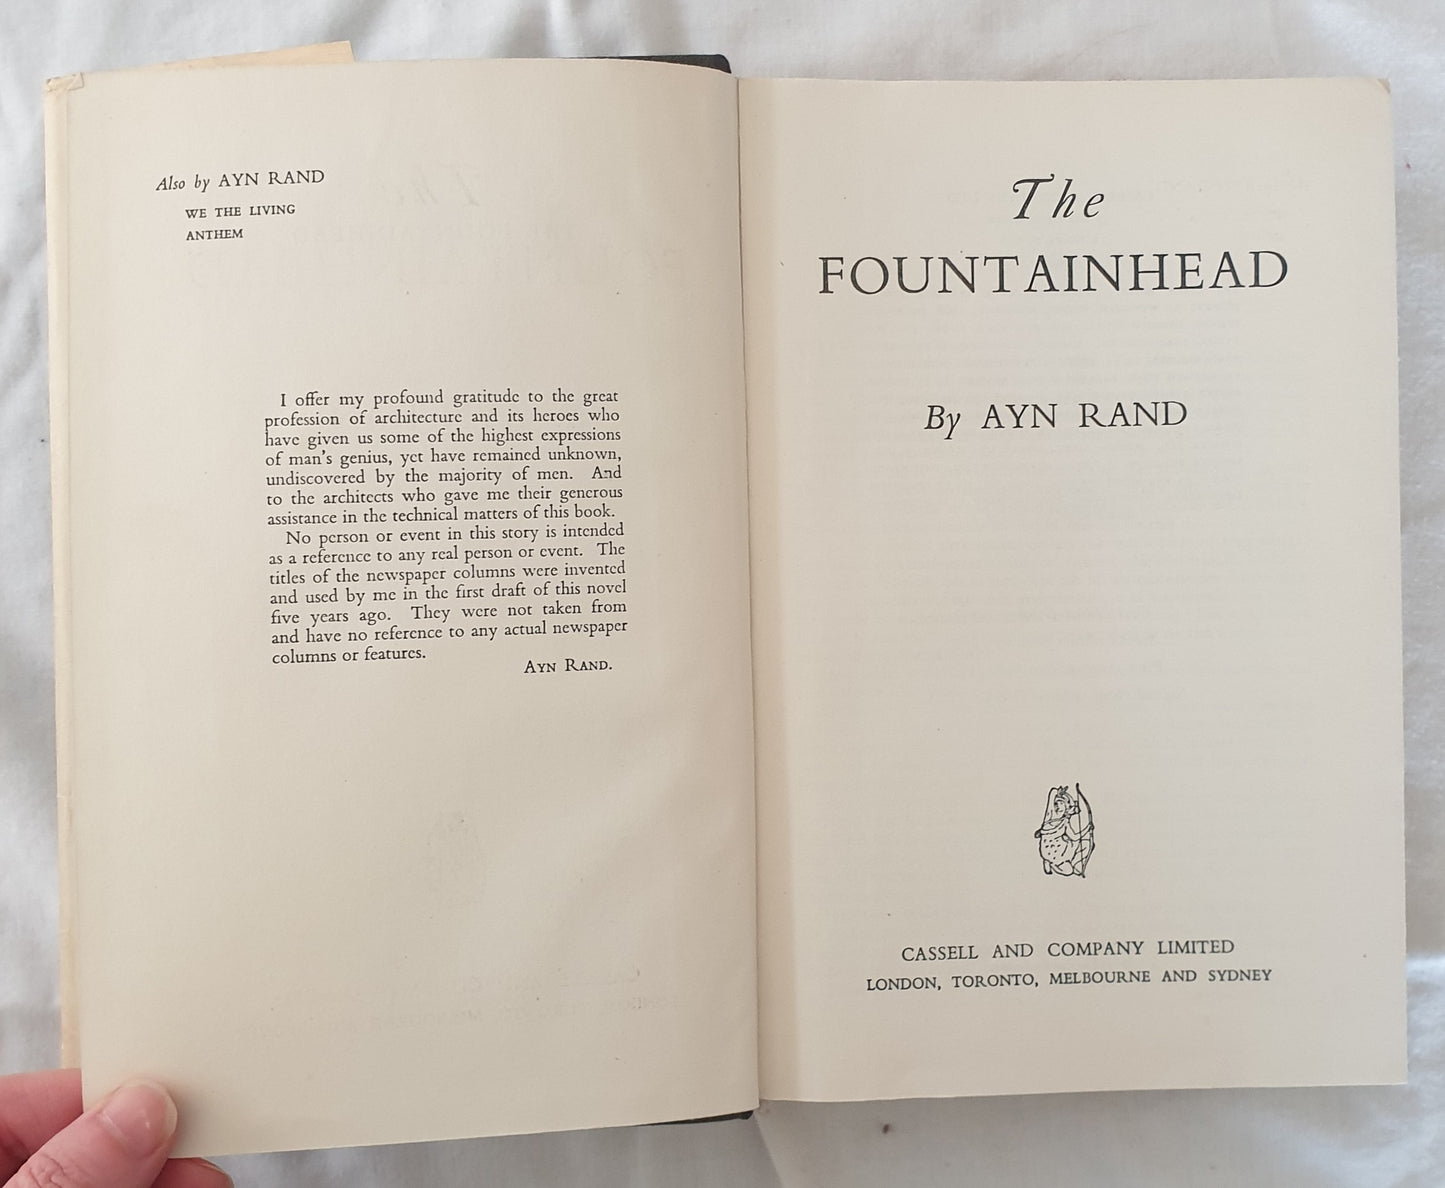 Also by AYN RAND
WE THE LIVING
ANTHEM
I offer my profound gratitude to the great
profession of architecture and its heroes who
have given us some of the highest expressions
of man's genius, yet have remained unknown,
undiscovered by the majority of men. And
to the architects who gave me their generous
assistance in the technical matters of this book.
No person or event in this story is intended
as a reference to any real person or event. The
titles of the newspaper columns were invented
and used by me in the first draft of this novel
five years ago. They were not taken from
and have no reference to any actual newspaper
columns or features.
AYN RAND.
The
FOUNTAINHEAD
By AYN RAND
CASSELL AND COMPANY LIMITED
LONDON, TORONTO, MELBOURNE AND SYDNEY